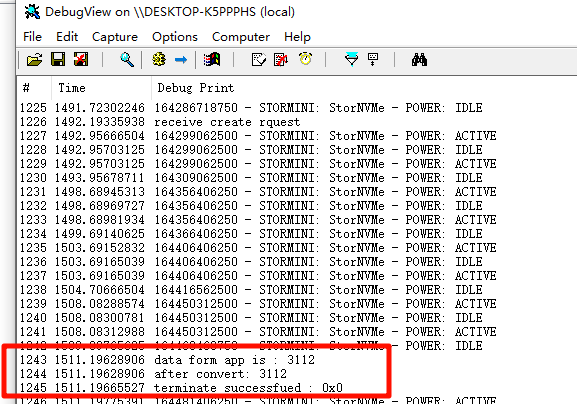 DebugView on \\DESKTOP-K5PPPHS (local)
File Edit Capture Options Computer Help
# Time Debug Print
1225 1491.72302246 164286718750 - STORMINI: StorNVMe - POWER: IDLE
1226 1492.19335938 receive create rquest
1227 1492.95666504 164299062500 - STORMINI: StorNVMe - POWER: ACTIVE
1228 1492.95703125 164299062500 - STORMINI: StorNVMe - POWER: IDLE
1229 1492.95703125 164299062500 - STORMINI: StorNVMe - POWER: ACTIVE
1230 1493.95678711 164309062500 - STORMINI: StorNVMe - POWER: IDLE
1231 1498.68945313 164356406250 - STORMINI: StorNVMe - POWER: ACTIVE
1232 1498.68969727 164356406250 - STORMINI: StorNVMe - POWER: IDLE
1233 1498.68981934 164356406250 - STORMINI: StorNVMe - POWER: ACTIVE
1234 1499.69140625 164366406250 - STORMINI: StorNVMe - POWER: IDLE
1235 1503.69152832 164406406250 - STORMINI: StorNVMe - POWER: ACTIVE
1236 1503.69165039 164406406250 - STORMINI: StorNVMe - POWER: IDLE
1237 1503.69165039 164406406250 - STORMINI: StorNVMe - POWER: ACTIVE
1238 1504.70666504 164416562500 - STORMINI: StorNVMe - POWER: IDLE
1239 1508.08288574 164450312500 - STORMINI: StorNVMe - POWER: ACTIVE
1240 1508.08300781 164450312500 - STORMINI: StorNVMe - POWER: IDLE
1241 1508.08312988 164450312500 - STORMINI: StorNVMe - POWER: ACTIVE
1242 STORMINI: StorNVMe - POWER: IDLE
1243 1511.19628906 data form app is : 3112
1244 1511.19628906 after convert: 3112
1245 1511.19665527 terminate successfued : 0x0
1246 1511.19775391 164481406250 - STORMINI: StorNVMe - POWER: ACTIVE